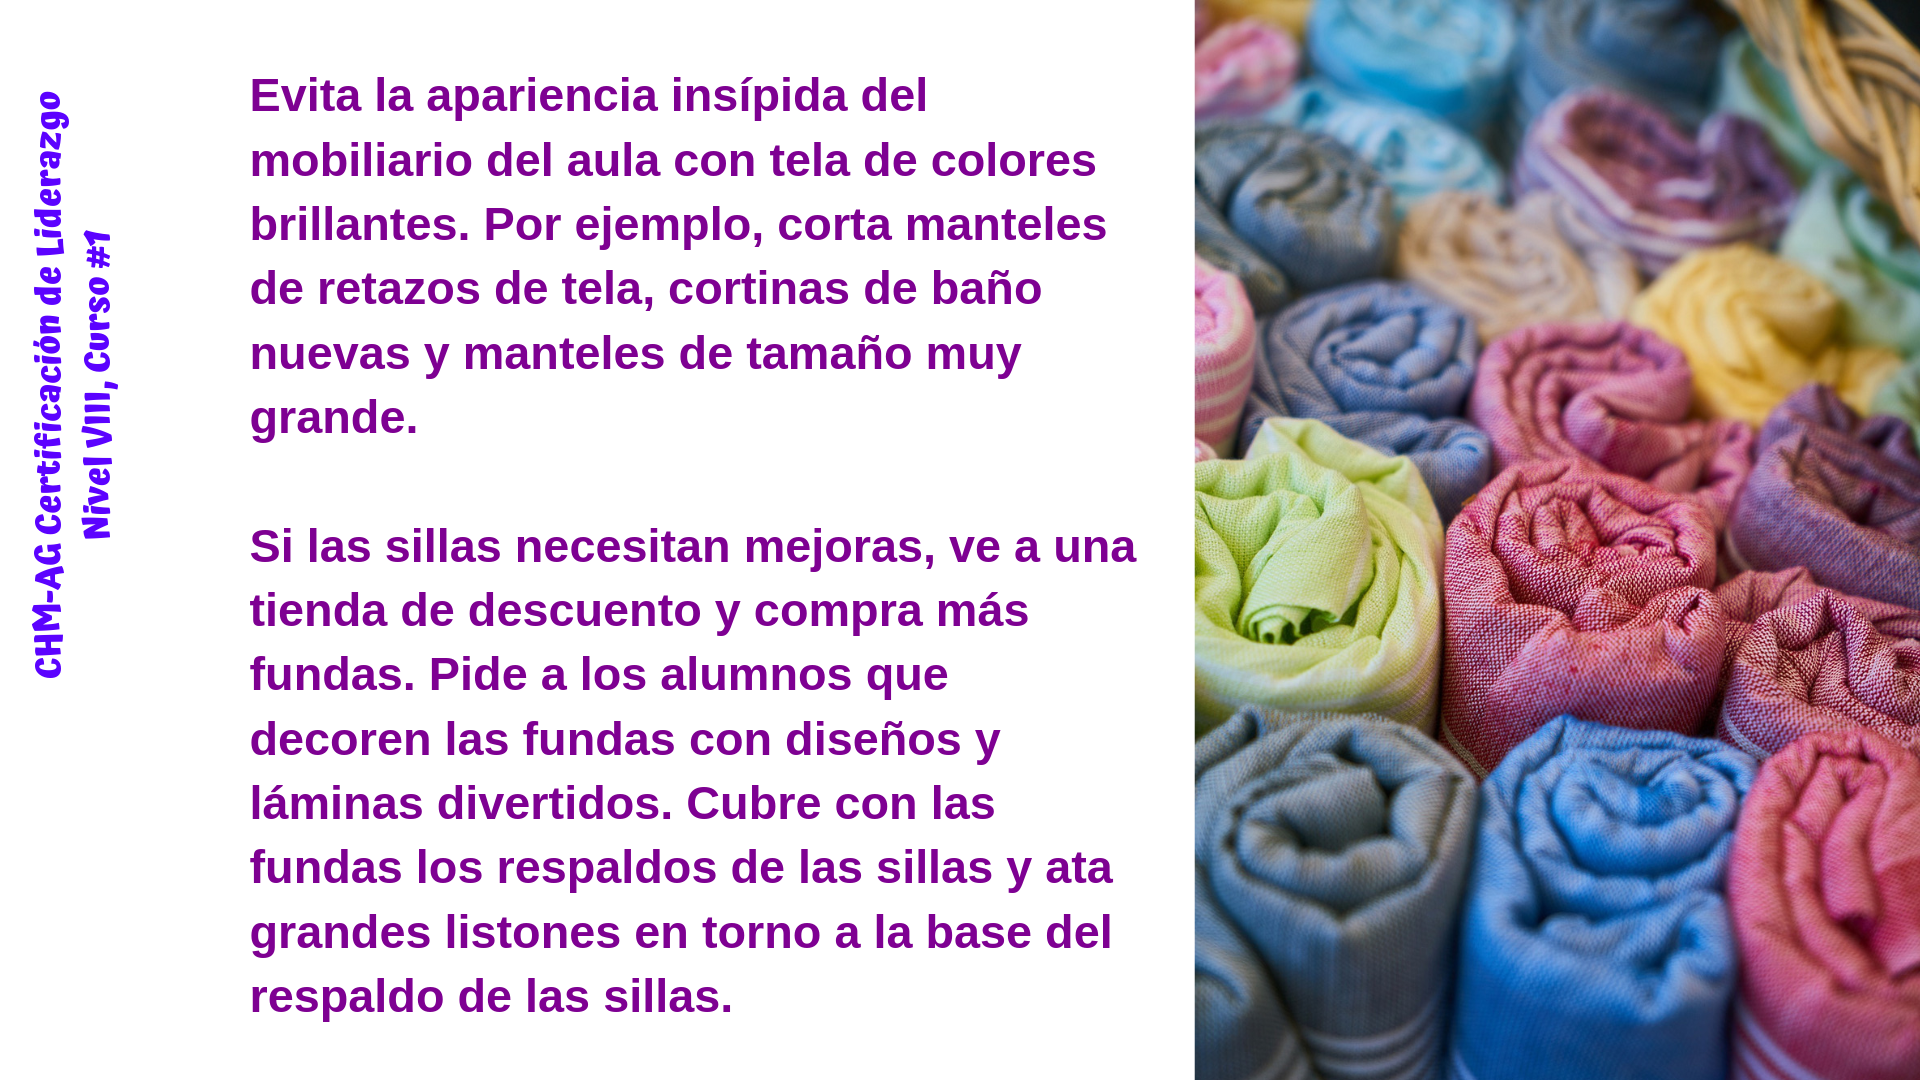 CHM-AG Certificación de Liderazgo
Nivel VIII, Curso #1
Evita la apariencia insípida del
mobiliario del aula con tela de colores
brillantes. Por ejemplo, corta manteles
de retazos de tela, cortinas de baño
nuevas y manteles de tamaño muy
grande.
Si las sillas necesitan mejoras, ve a una
tienda de descuento y compra más
fundas. Pide a los alumnos que
decoren las fundas con diseños y
láminas divertidos. Cubre con las
fundas los respaldos de las sillas y ata
grandes listones en torno a la base del
respaldo de las sillas.